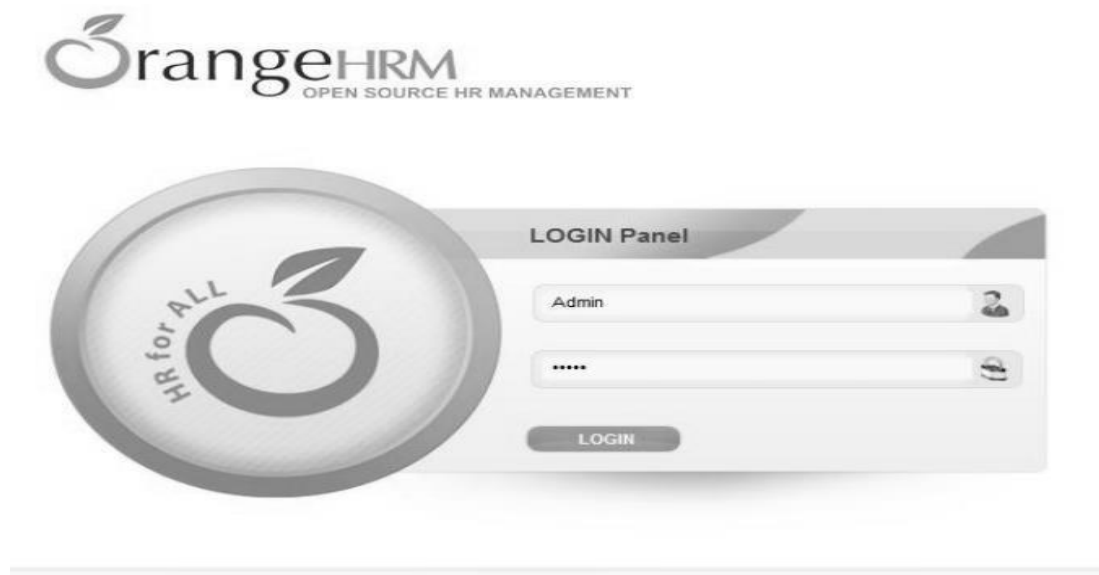 OrangeHRM
OPEN SOURCE HR MANAGEMENT
HR for ALL
LOGIN Panel
Admin
•••••
LOGIN